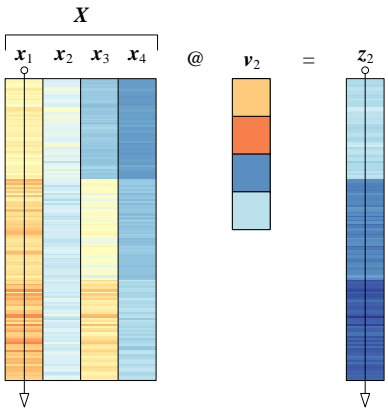 X
x₁ x₂ x₃ x₄ @ v₂ = z₂